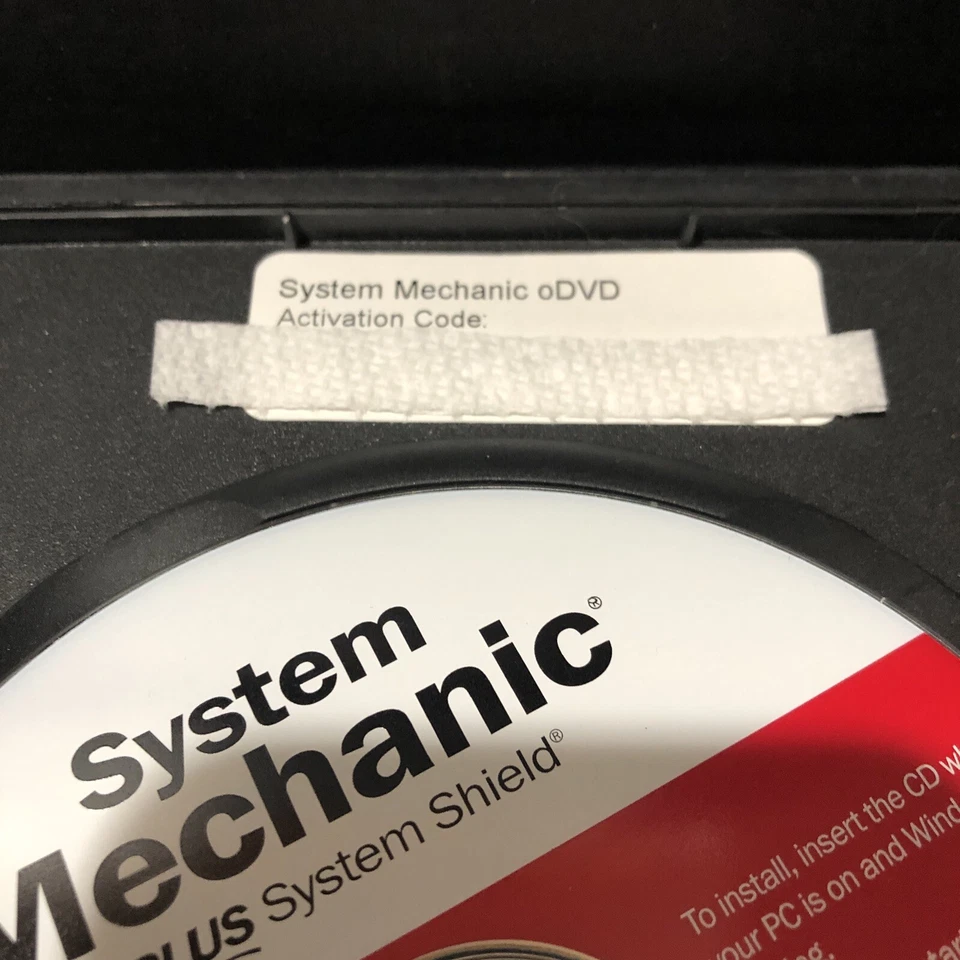 System Mechanic oDVD
Activation Code:
System
Mechanic®
PLUS System Shield®
To install, insert the CD
your PC is on and